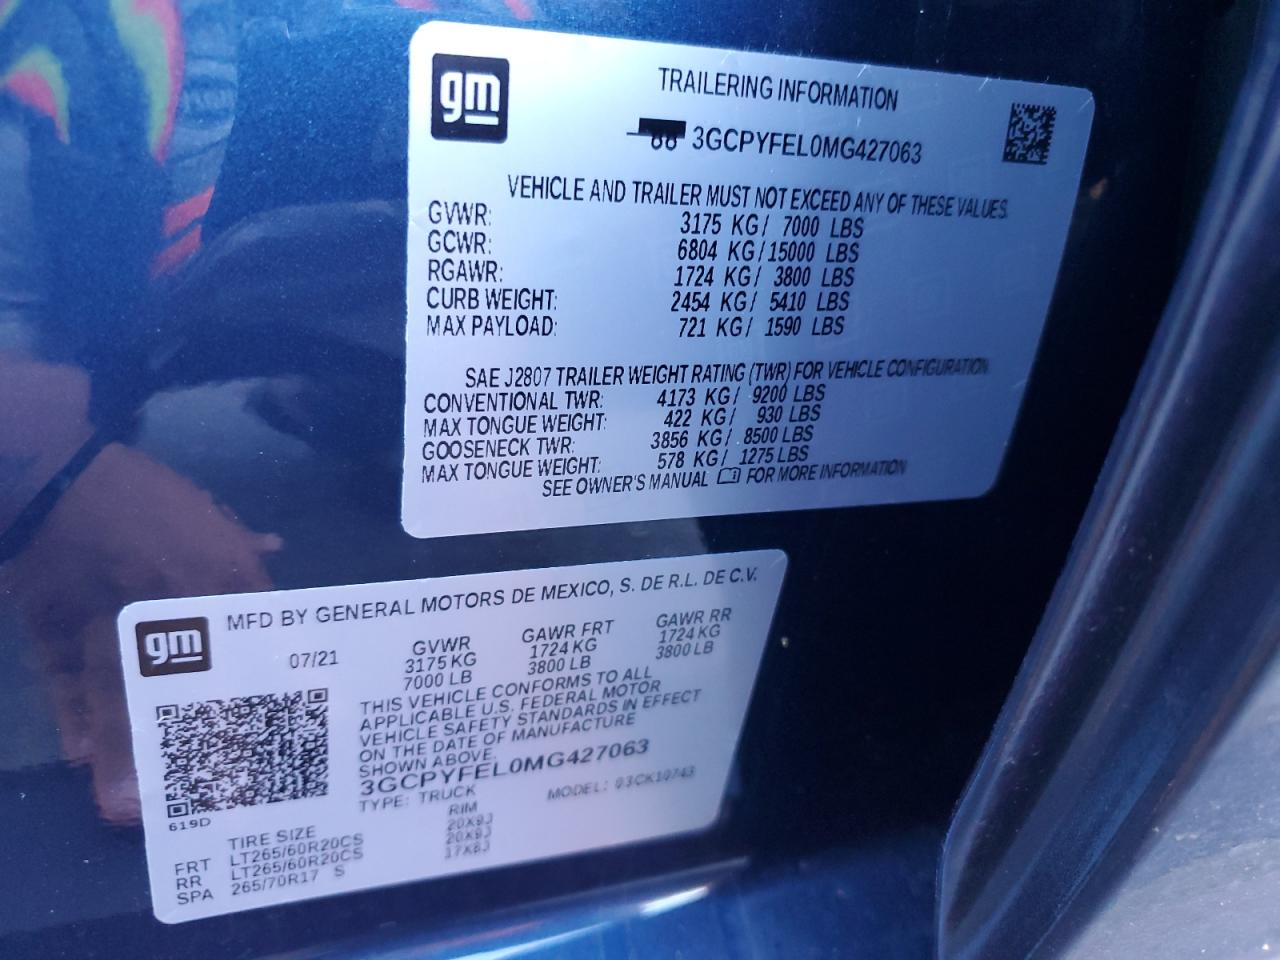 gm
TRAILERING INFORMATION
3GCPYFEL0MG427063
VEHICLE AND TRAILER MUST NOT EXCEED ANY OF THESE VALUES.
GVWR: 3175 KG/ 7000 LBS
GCWR: 6804 KG/15000 LBS
RGAWR: 1724 KG/ 3800 LBS
CURB WEIGHT: 2454 KG/ 5410 LBS
MAX PAYLOAD: 721 KG/ 1590 LBS
SAE J2807 TRAILER WEIGHT RATING (TWR) FOR VEHICLE CONFIGURATION
CONVENTIONAL TWR: 4173 KG/ 9200 LBS
MAX TONGUE WEIGHT: 422 KG/ 930 LBS
GOOSENECK TWR: 3856 KG/ 8500 LBS
MAX TONGUE WEIGHT: 578 KG/ 1275 LBS
SEE OWNER'S MANUAL FOR MORE INFORMATION
gm
MFD BY GENERAL MOTORS DE MEXICO, S. DE R.L. DE C.V.
07/21
GVWR GAWR FRT GAWR RR
3175 KG 1724 KG 1724 KG
7000 LB 3800 LB 3800 LB
THIS VEHICLE CONFORMS TO ALL
APPLICABLE U.S. FEDERAL MOTOR
VEHICLE SAFETY STANDARDS IN EFFECT
ON THE DATE OF MANUFACTURE
SHOWN ABOVE.
3GCPYFEL0MG427063
TYPE: TRUCK MODEL: 93CK10743
619D
TIRE SIZE RIM
FRT LT265/60R20CS 20X9J
RR LT265/60R20CS 20X9J
SPA 265/70R17 S 17X8J